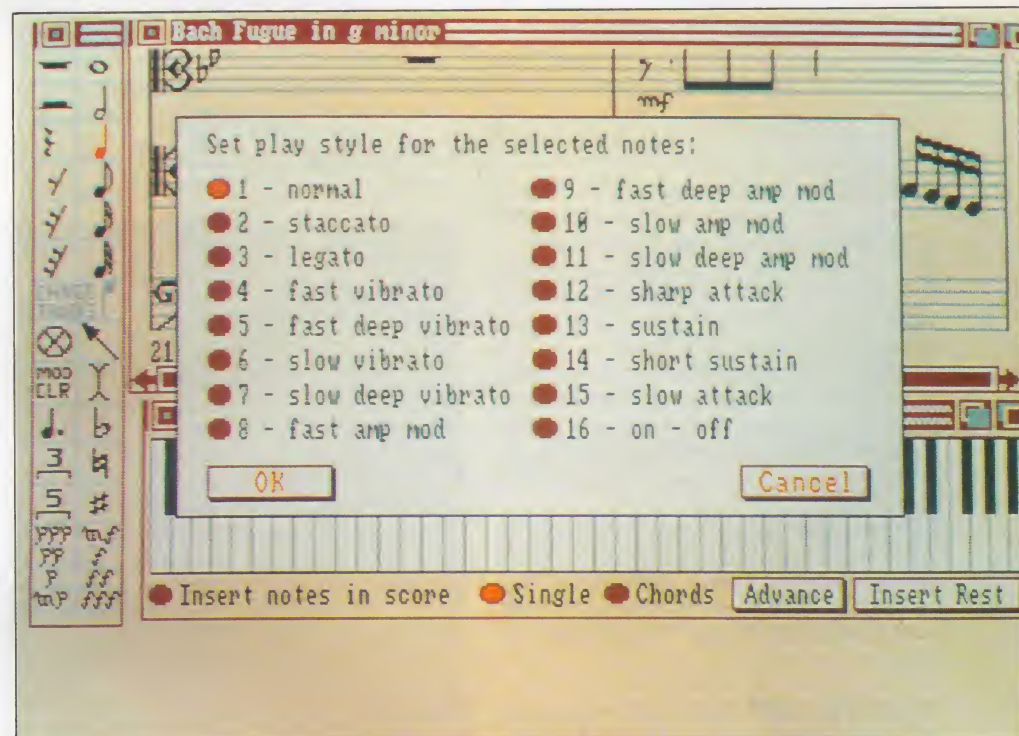 Bach Fugue in g minor
mf
Set play style for the selected notes:
1 - normal
2 - staccato
3 - legato
4 - fast vibrato
5 - fast deep vibrato
6 - slow vibrato
7 - slow deep vibrato
8 - fast amp mod
9 - fast deep amp mod
10 - slow amp mod
11 - slow deep amp mod
12 - sharp attack
13 - sustain
14 - short sustain
15 - slow attack
16 - on - off
OK
Cancel
21
MOD
CLR
3
5
ppp mf
pp f
p ff
mp fff
Insert notes in score
Single
Chords
Advance
Insert Rest